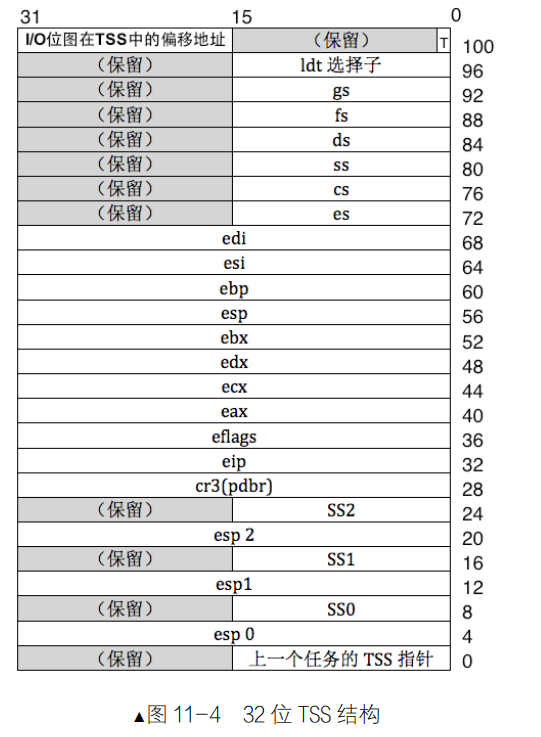 31 15 0
I/O位图在TSS中的偏移地址 （保留） T 100
（保留） ldt 选择子 96
（保留） gs 92
（保留） fs 88
（保留） ds 84
（保留） ss 80
（保留） cs 76
（保留） es 72
edi 68
esi 64
ebp 60
esp 56
ebx 52
edx 48
ecx 44
eax 40
eflags 36
eip 32
cr3(pdbr) 28
（保留） SS2 24
esp 2 20
（保留） SS1 16
esp1 12
（保留） SS0 8
esp 0 4
（保留） 上一个任务的 TSS 指针 0
▲图 11-4 32 位 TSS 结构